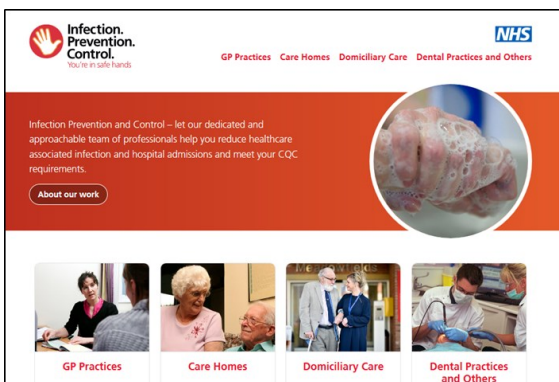 Infection.
Prevention.
Control.
You're in safe hands
NHS
GP Practices Care Homes Domiciliary Care Dental Practices and Others
Infection Prevention and Control – let our dedicated and
approachable team of professionals help you reduce healthcare
associated infection and hospital admissions and meet your CQC
requirements.
About our work
GP Practices
Care Homes
Domiciliary Care
Dental Practices
and Others